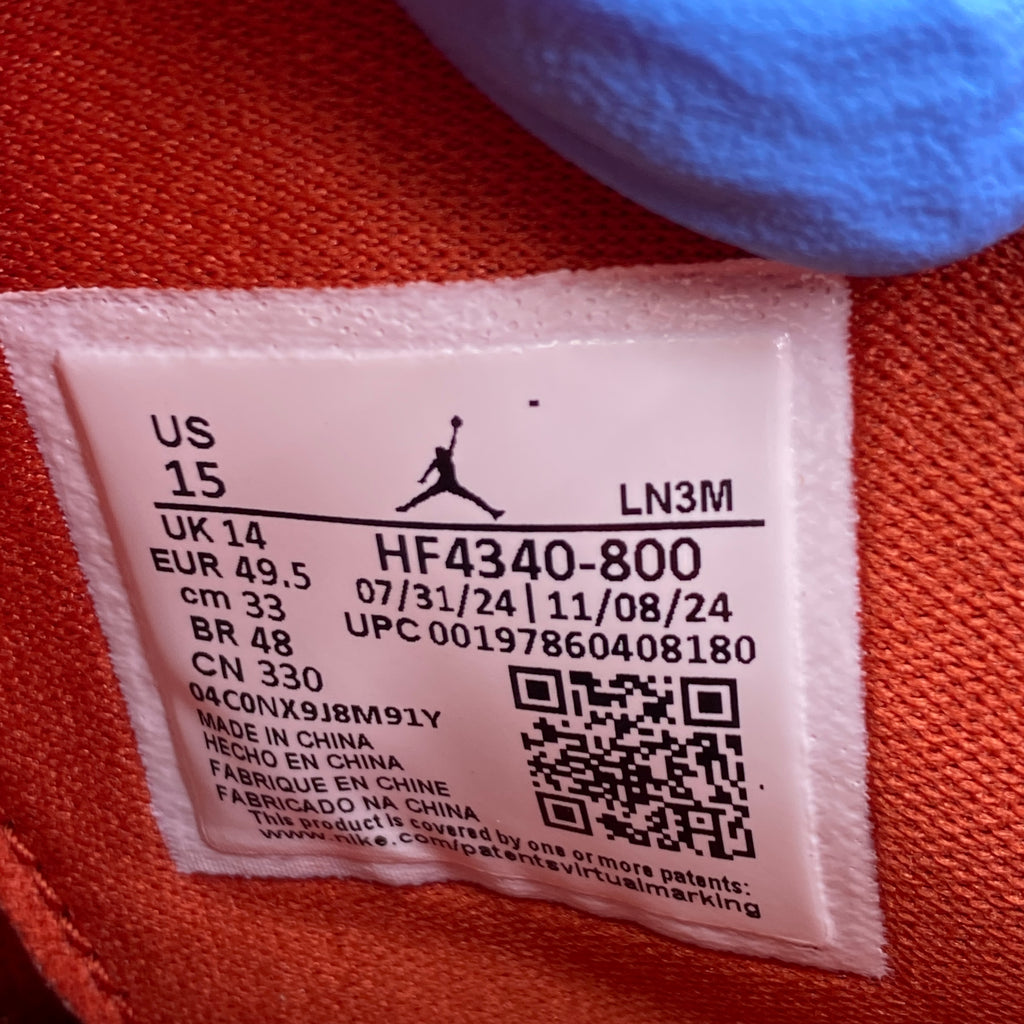 US
15
LN3M
UK 14
EUR 49.5
cm 33
BR 48
CN 330
HF4340-800
07/31/24 | 11/08/24
UPC 00197860408180
04C0NX9J8M91Y
MADE IN CHINA
HECHO EN CHINA
FABRIQUE EN CHINE
FABRICADO NA CHINA
This product is covered by one or more patents:
www.nike.com/patentsvirtualmarking